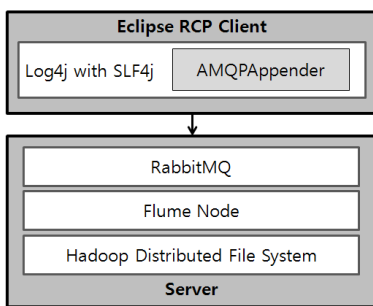 Eclipse RCP Client
Log4j with SLF4j AMQPAppender
RabbitMQ
Flume Node
Hadoop Distributed File System
Server